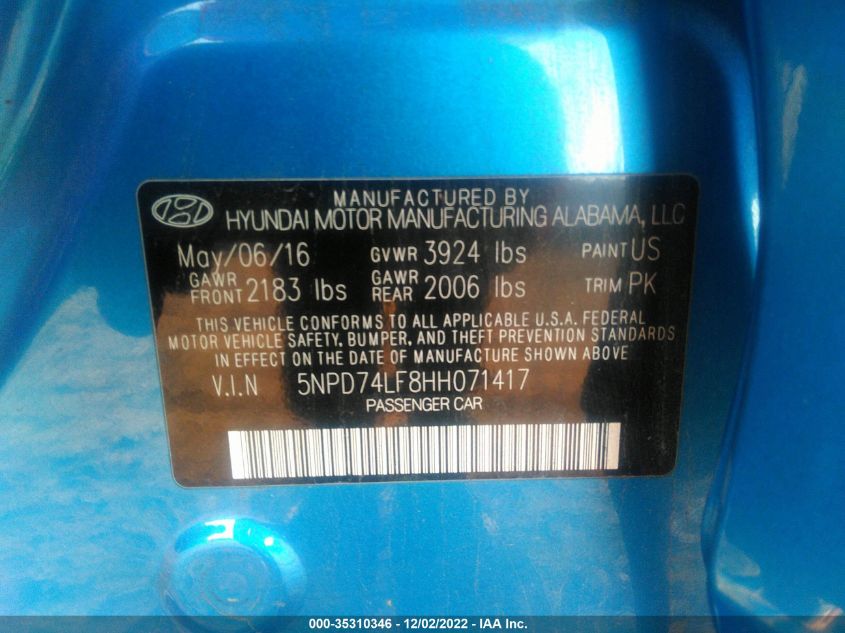 MANUFACTURED BY
HYUNDAI MOTOR MANUFACTURING ALABAMA, LLC
May/06/16 GVWR 3924 lbs PAINT US
GAWR FRONT 2183 lbs GAWR REAR 2006 lbs TRIM PK
THIS VEHICLE CONFORMS TO ALL APPLICABLE U.S.A. FEDERAL
MOTOR VEHICLE SAFETY, BUMPER, AND THEFT PREVENTION STANDARDS
IN EFFECT ON THE DATE OF MANUFACTURE SHOWN ABOVE
V.I.N 5NPD74LF8HH071417
PASSENGER CAR
000-35310346 - 12/02/2022 - IAA Inc.